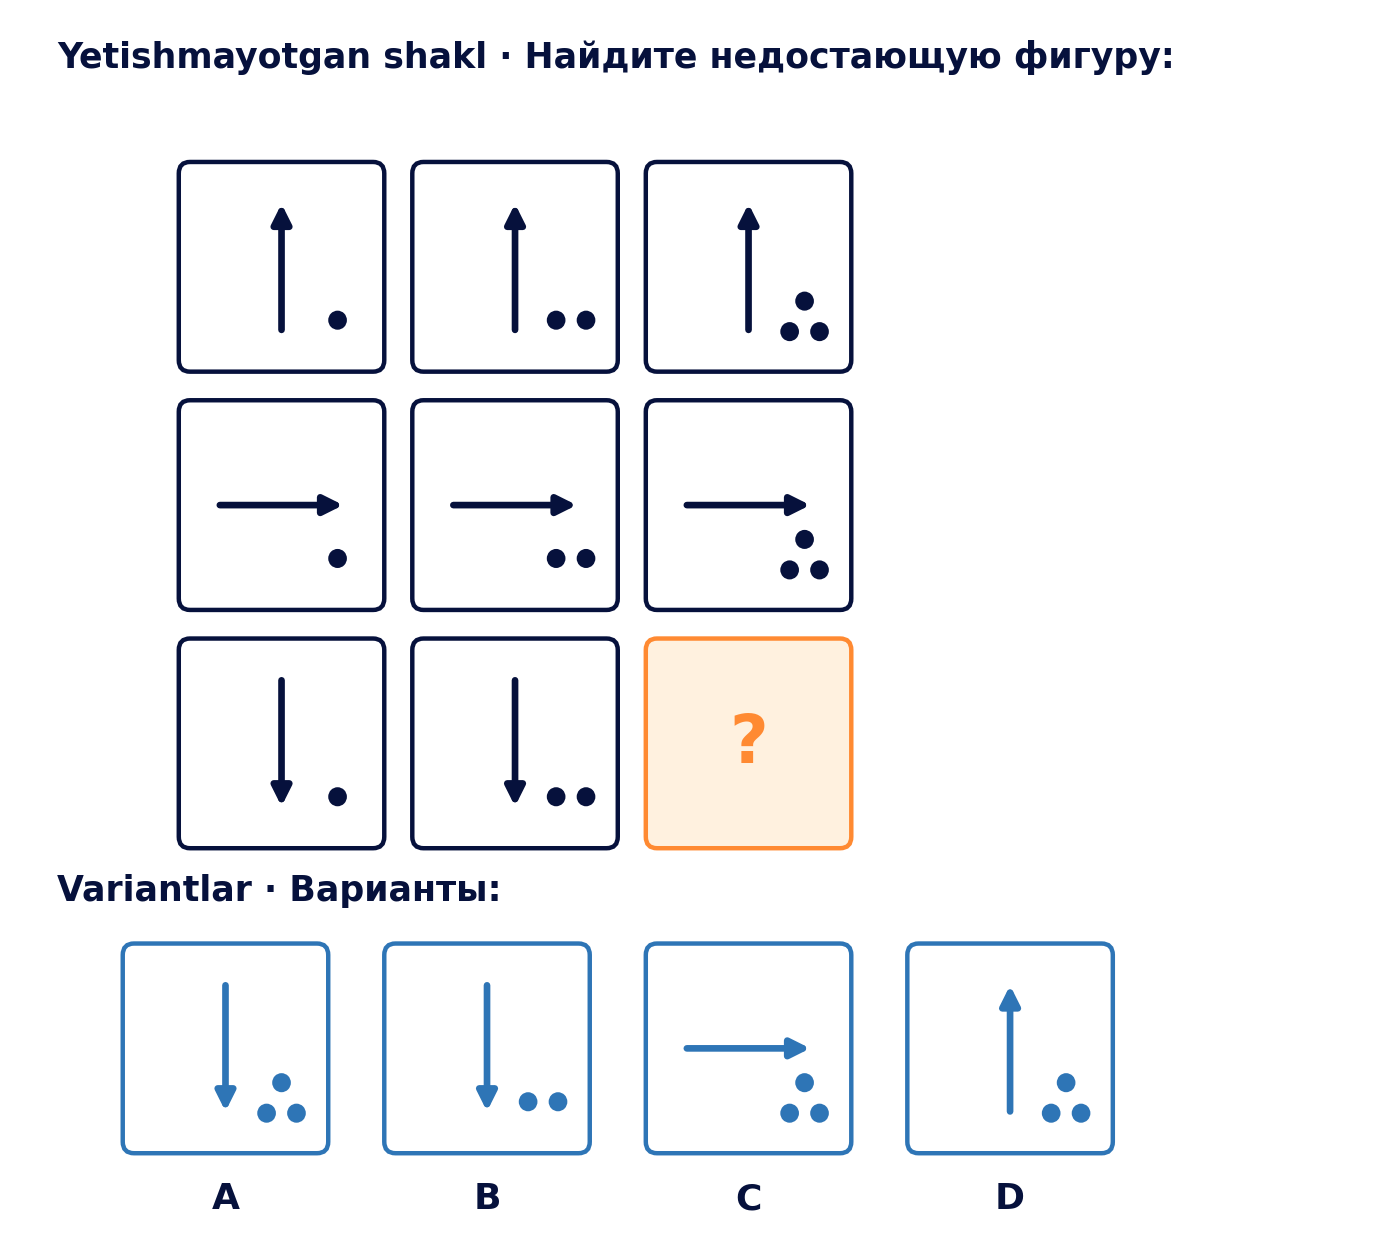 Yetishmayotgan shakl · Найдите недостающую фигуру:
?
Variantlar · Варианты:
A B C D